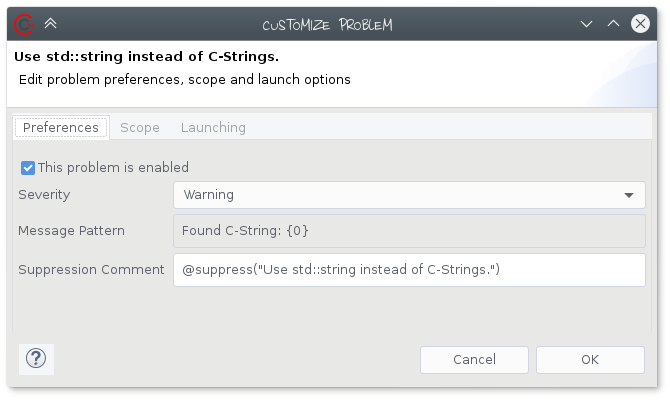 CUSTOMIZE PROBLEM
Use std::string instead of C-Strings.
Edit problem preferences, scope and launch options
Preferences Scope Launching
This problem is enabled
Severity Warning
Message Pattern Found C-String: {0}
Suppression Comment @suppress("Use std::string instead of C-Strings.")
? Cancel OK